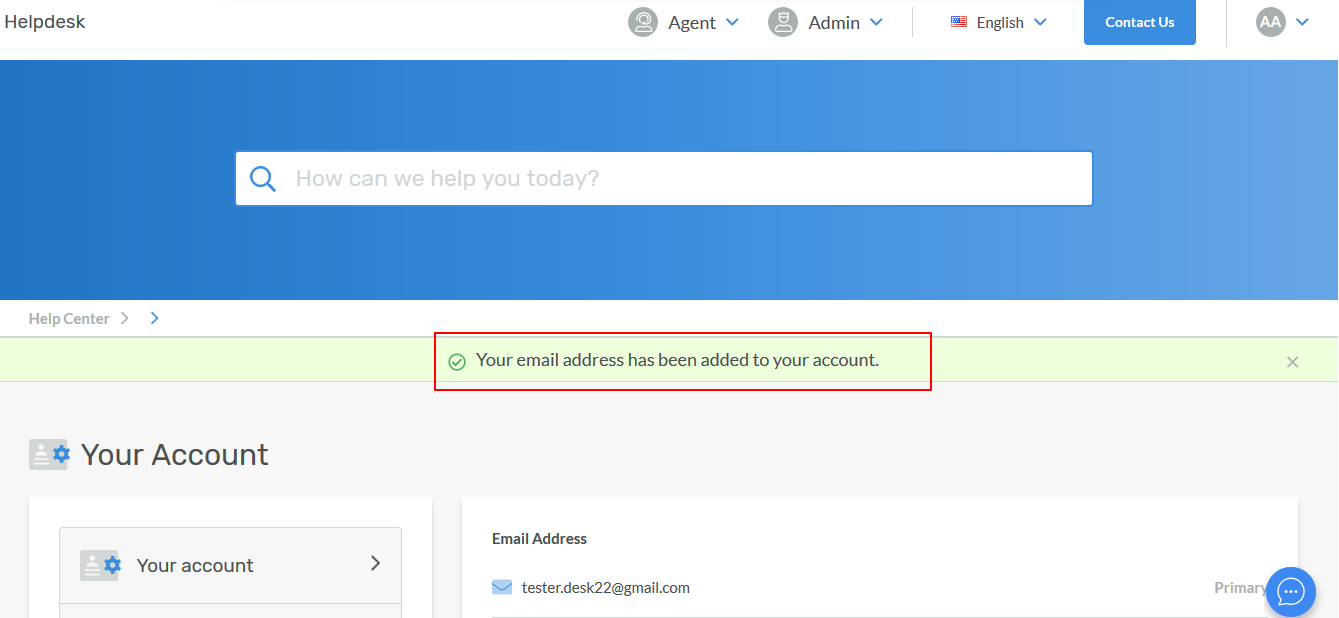 Helpdesk
Agent
Admin
English
Contact Us
AA
How can we help you today?
Help Center
Your email address has been added to your account.
Your Account
Your account
Email Address
tester.desk22@gmail.com
Primary